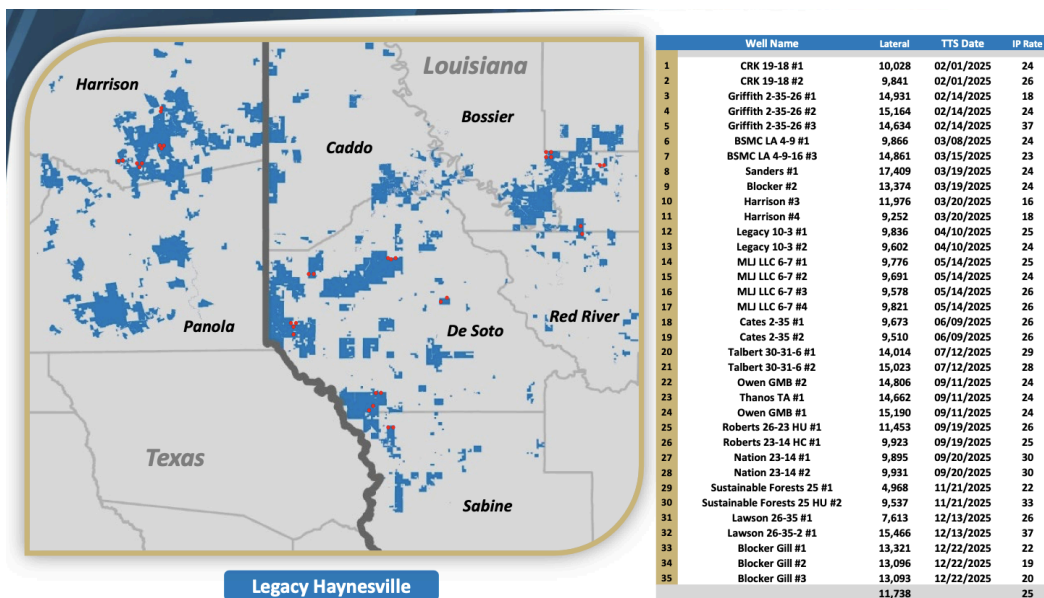 Louisiana
Harrison
Bossier
Caddo
Panola
De Soto
Red River
Texas
Sabine
Legacy Haynesville
Well Name Lateral TTS Date IP Rate
1 CRK 19-18 #1 10,028 02/01/2025 24
2 CRK 19-18 #2 9,841 02/01/2025 26
3 Griffith 2-35-26 #1 14,931 02/14/2025 18
4 Griffith 2-35-26 #2 15,164 02/14/2025 24
5 Griffith 2-35-26 #3 14,634 02/14/2025 37
6 BSMC LA 4-9 #1 9,866 03/08/2025 24
7 BSMC LA 4-9-16 #3 14,861 03/15/2025 23
8 Sanders #1 17,409 03/19/2025 24
9 Blocker #2 13,374 03/19/2025 24
10 Harrison #3 11,976 03/20/2025 16
11 Harrison #4 9,252 03/20/2025 18
12 Legacy 10-3 #1 9,836 04/10/2025 25
13 Legacy 10-3 #2 9,602 04/10/2025 24
14 MLJ LLC 6-7 #1 9,776 05/14/2025 25
15 MLJ LLC 6-7 #2 9,691 05/14/2025 24
16 MLJ LLC 6-7 #3 9,578 05/14/2025 26
17 MLJ LLC 6-7 #4 9,821 05/14/2025 26
18 Cates 2-35 #1 9,673 06/09/2025 26
19 Cates 2-35 #2 9,510 06/09/2025 26
20 Talbert 30-31-6 #1 14,014 07/12/2025 29
21 Talbert 30-31-6 #2 15,023 07/12/2025 28
22 Owen GMB #2 14,806 09/11/2025 24
23 Thanos TA #1 14,662 09/11/2025 24
24 Owen GMB #1 15,190 09/11/2025 24
25 Roberts 26-23 HU #1 11,453 09/19/2025 26
26 Roberts 23-14 HC #1 9,923 09/19/2025 25
27 Nation 23-14 #1 9,895 09/20/2025 30
28 Nation 23-14 #2 9,931 09/20/2025 30
29 Sustainable Forests 25 #1 4,968 11/21/2025 22
30 Sustainable Forests 25 HU #2 9,537 11/21/2025 33
31 Lawson 26-35 #1 7,613 12/13/2025 26
32 Lawson 26-35-2 #1 15,466 12/13/2025 37
33 Blocker Gill #1 13,321 12/22/2025 22
34 Blocker Gill #2 13,096 12/22/2025 19
35 Blocker Gill #3 13,093 12/22/2025 20
11,738 25